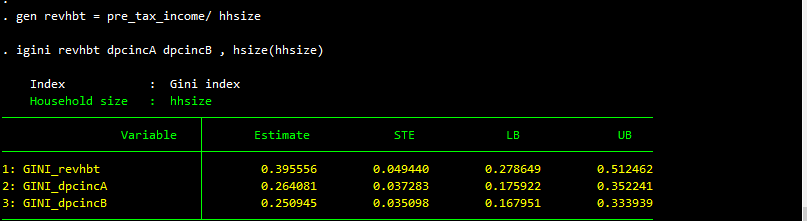 .
. gen revhbt = pre_tax_income/ hhsize
. igini revhbt dpcincA dpcincB , hsize(hhsize)
Index : Gini index
Household size : hhsize
Variable Estimate STE LB UB
1: GINI_revhbt 0.395556 0.049440 0.278649 0.512462
2: GINI_dpcincA 0.264081 0.037283 0.175922 0.352241
3: GINI_dpcincB 0.250945 0.035098 0.167951 0.333939